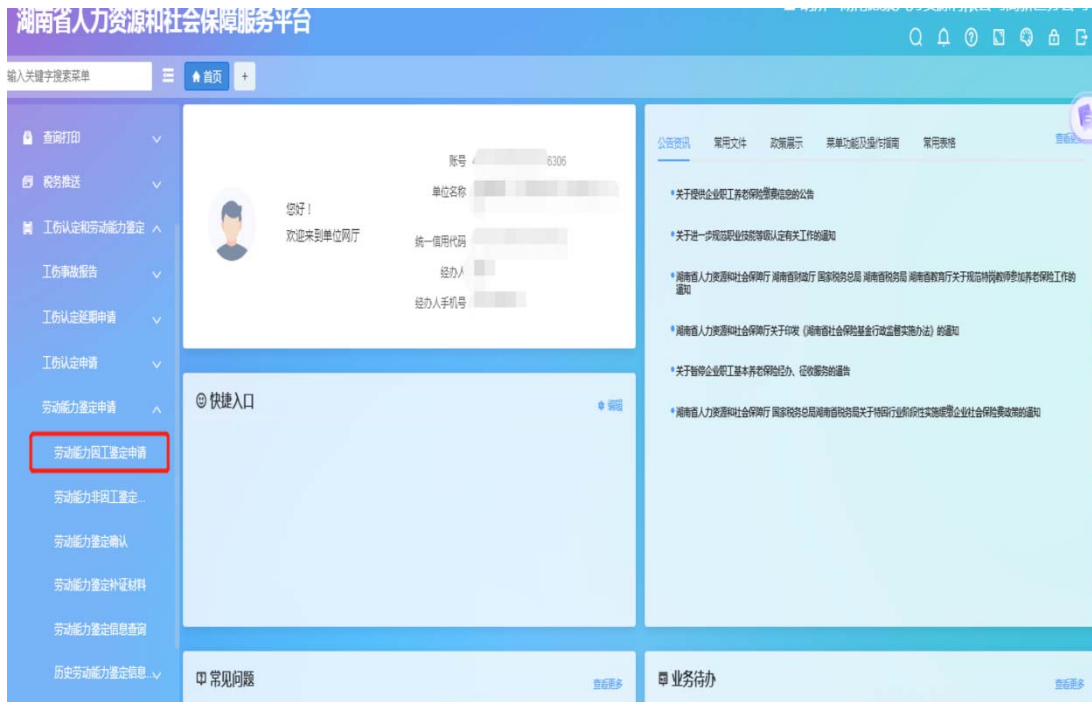 湖南省人力资源和社会保障服务平台
输入关键字搜索菜单
首页
+
查询打印
税务推送
工伤认定和劳动能力鉴定
工伤事故报告
工伤认定延期申请
工伤认定申请
劳动能力鉴定申请
劳动能力因工鉴定申请
劳动能力非因工鉴定...
劳动能力鉴定确认
劳动能力鉴定补证材料
劳动能力鉴定信息查询
历史劳动能力鉴定信息...
您好！
欢迎来到单位网厅
账号 6306
单位名称
统一信用代码
经办人
经办人手机号
快捷入口
编辑
常见问题
查看更多
公告资讯 常用文件 政策展示 菜单功能及操作指南 常用表格
关于提供企业职工养老保险缴费信息的公告
关于进一步规范职业技能等级认定有关工作的通知
湖南省人力资源和社会保障厅 湖南省财政厅 国家税务总局 湖南省税务局 湖南省教育厅关于规范特岗教师参加养老保险工作的
通知
湖南省人力资源和社会保障厅关于印发《湖南省社会保险基金行政监督实施办法》的通知
关于暂停企业职工基本养老保险经办、征收服务的通告
湖南省人力资源和社会保障厅 国家税务总局湖南省税务局关于特困行业阶段性实施缓缴企业社会保险费政策的通知
业务待办
查看更多